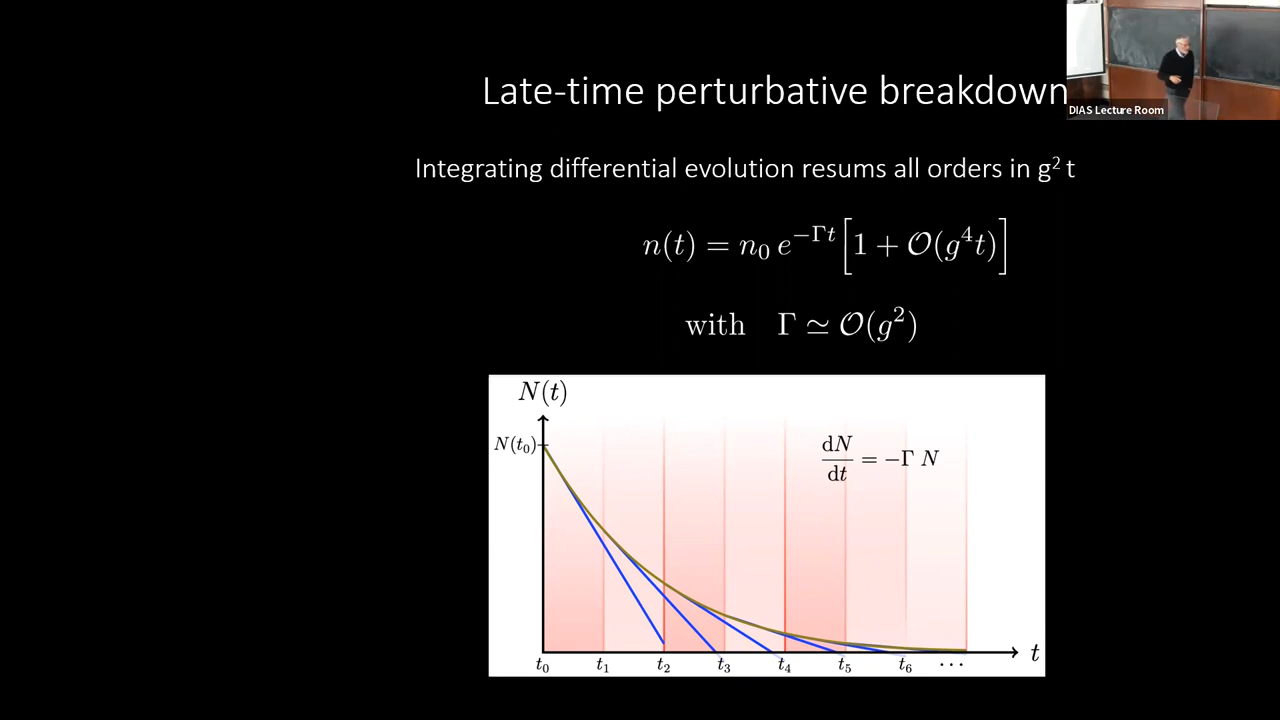 Late-time perturbative breakdown
DIAS Lecture Room
Integrating differential evolution resums all orders in g² t
n(t) = n₀ e^{-Γt} [1 + 𝒪(g⁴t)]
with Γ ≃ 𝒪(g²)
N(t)
N(t₀)
dN/dt = −Γ N
t₀ t₁ t₂ t₃ t₄ t₅ t₆ ⋯ t